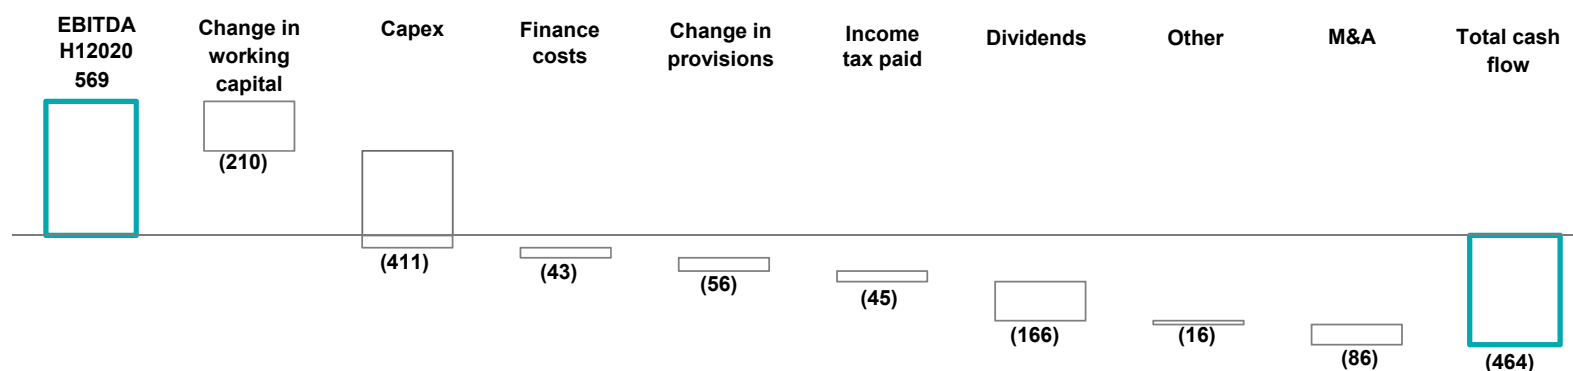 EBITDA
H12020
569
Change in
working
capital
Capex
Finance
costs
Change in
provisions
Income
tax paid
Dividends
Other
M&A
Total cash
flow
(210)
(411)
(43)
(56)
(45)
(166)
(16)
(86)
(464)